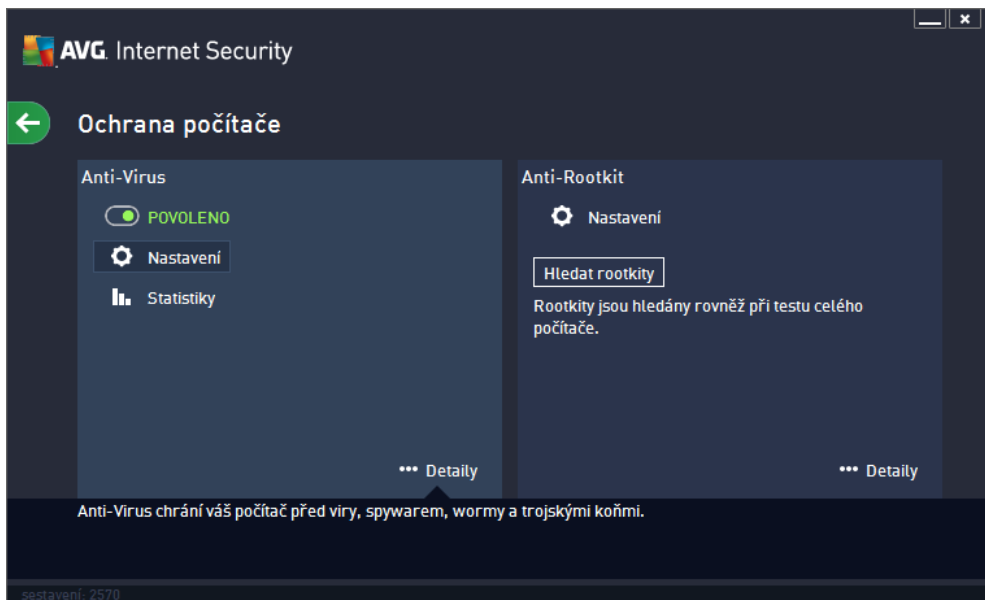 AVG. Internet Security
Ochrana počítače
Anti-Virus
POVOLENO
Nastavení
Statistiky
••• Detaily
Anti-Rootkit
Nastavení
Hledat rootkity
Rootkity jsou hledány rovněž při testu celého
počítače.
••• Detaily
Anti-Virus chrání váš počítač před viry, spywarem, wormy a trojskými koňmi.
sestavení: 2570